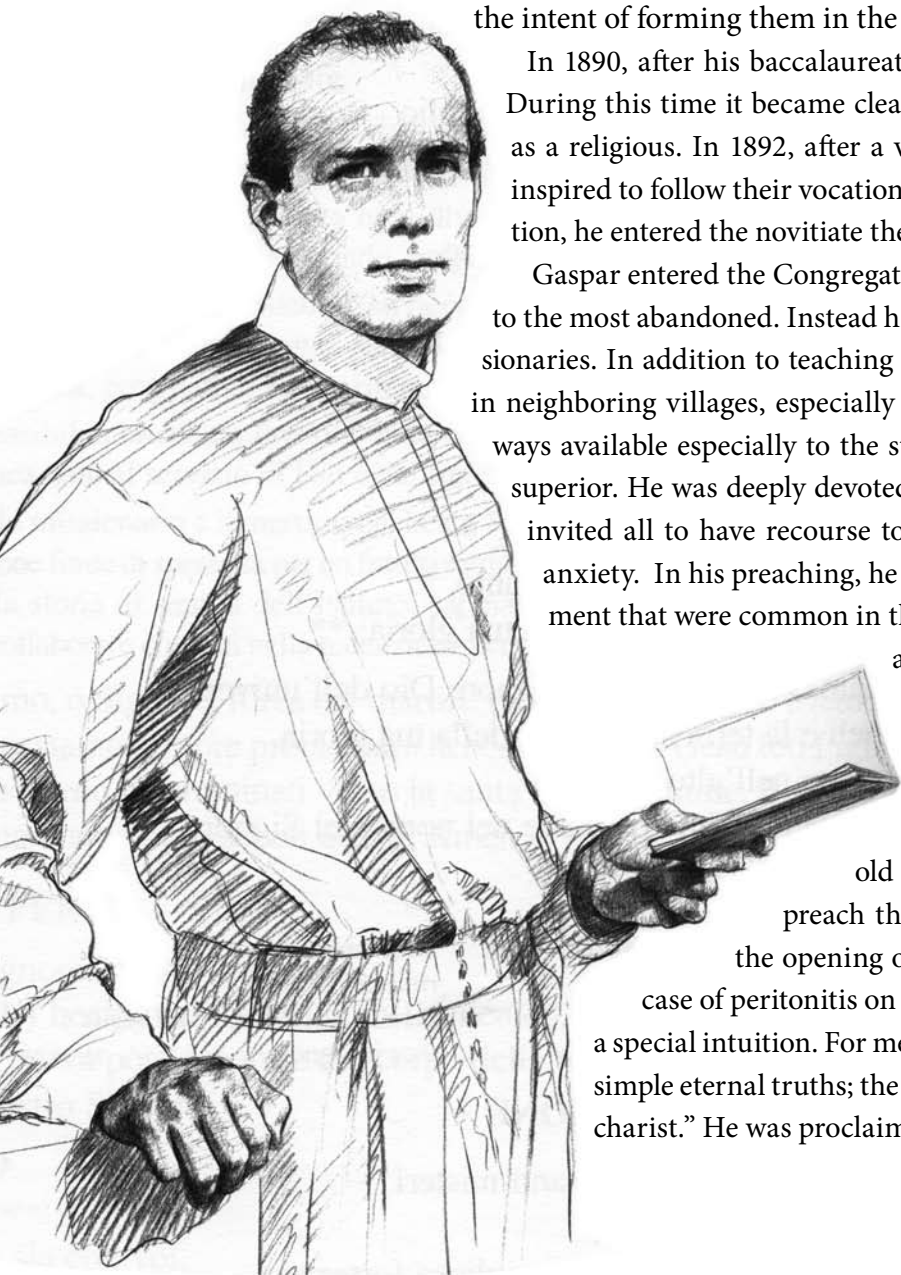 the intent of forming them in the
In 1890, after his baccalaureat
During this time it became clea
as a religious. In 1892, after a v
inspired to follow their vocation
tion, he entered the novitiate the
Gaspar entered the Congregat
to the most abandoned. Instead h
sionaries. In addition to teaching
in neighboring villages, especially
ways available especially to the s
superior. He was deeply devoted
invited all to have recourse to
anxiety. In his preaching, he
ment that were common in th
a
old
preach th
the opening o
case of peritonitis on
a special intuition. For me
simple eternal truths; the
charist.” He was proclaim